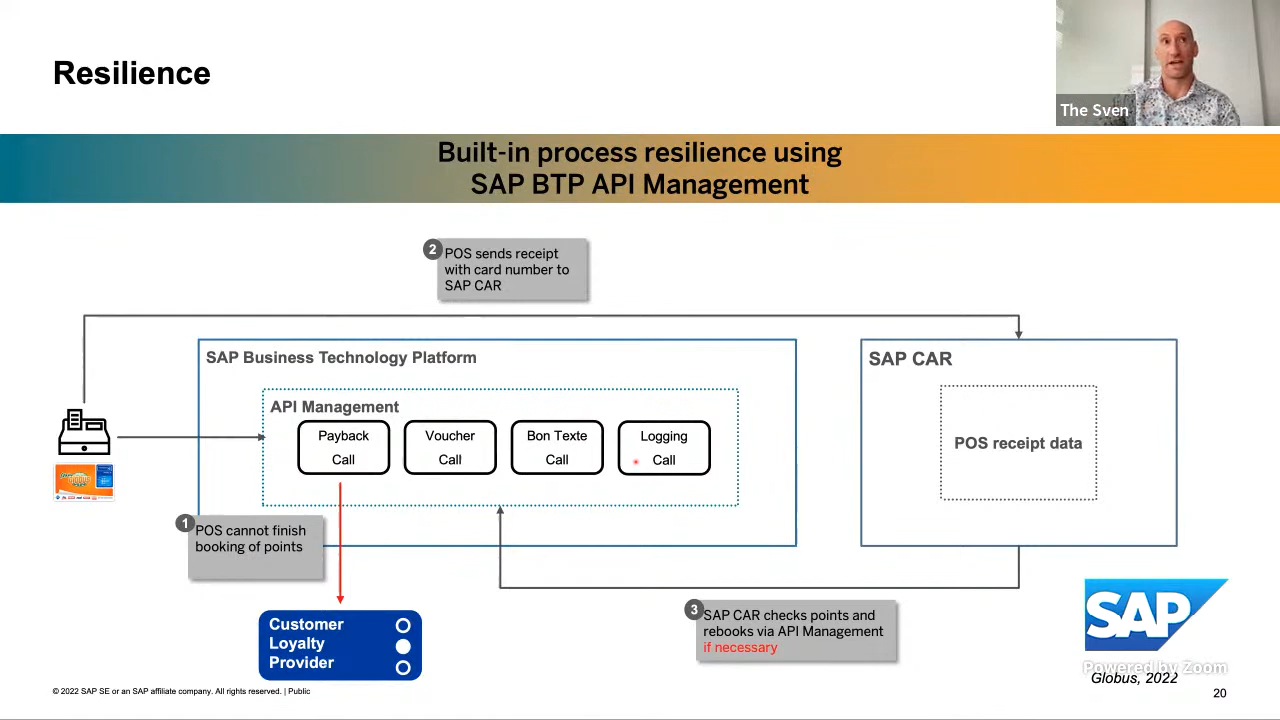 Resilience
The Sven
Built-in process resilience using
SAP BTP API Management
2
POS sends receipt
with card number to
SAP CAR
SAP Business Technology Platform
API Management
Payback
Call
Voucher
Call
Bon Texte
Call
Logging
Call
SAP CAR
POS receipt data
1
POS cannot finish
booking of points
Customer
Loyalty
Provider
3
SAP CAR checks points and
rebooks via API Management
if necessary
SAP
Powered by Zoom
Globus, 2022
© 2022 SAP SE or an SAP affiliate company. All rights reserved. | Public
20